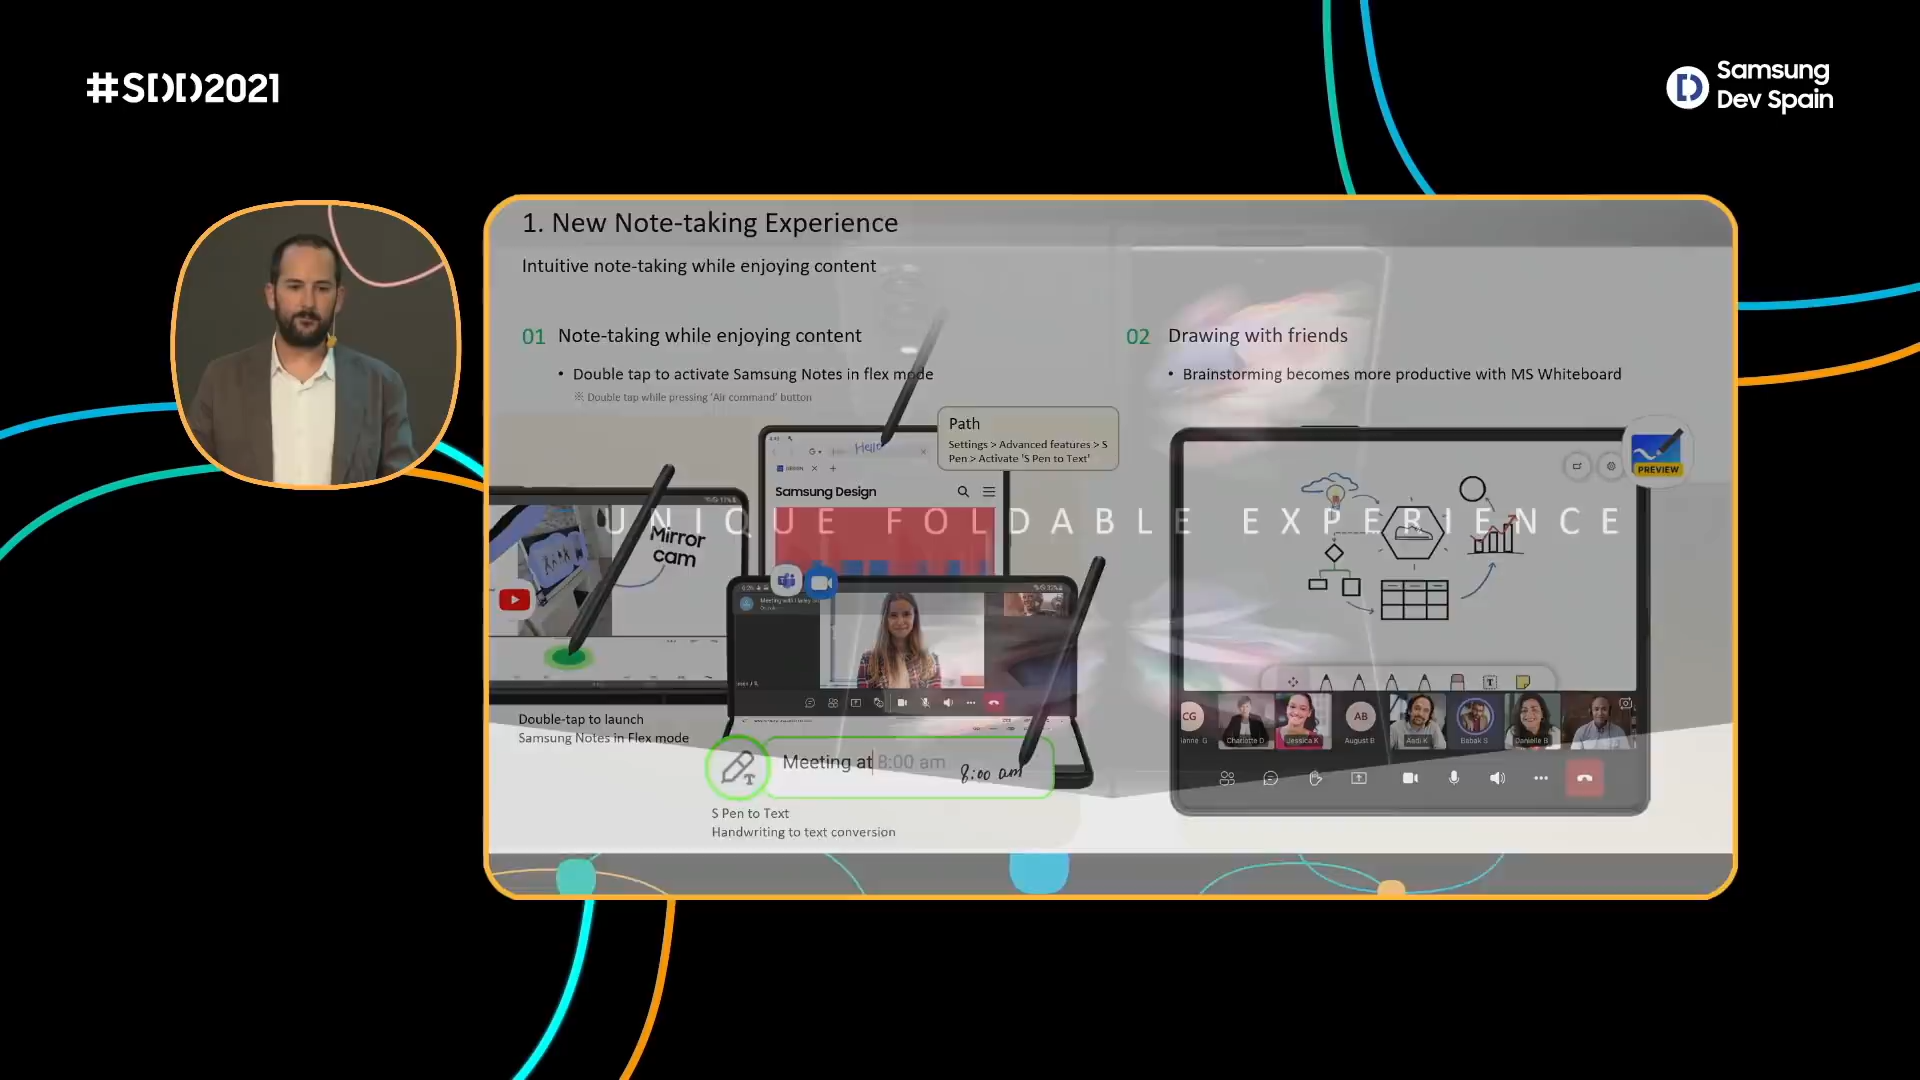 #SDD2021
Samsung
Dev Spain
1. New Note-taking Experience
Intuitive note-taking while enjoying content
01 Note-taking while enjoying content
• Double tap to activate Samsung Notes in flex mode
※ Double tap while pressing 'Air command' button
02 Drawing with friends
• Brainstorming becomes more productive with MS Whiteboard
Hello
Path
Settings > Advanced features > S
Pen > Activate 'S Pen to Text'
DESIGN
Samsung Design
PREVIEW
UNIQUE FOLDABLE EXPERIENCE
Mirror
cam
CG
AB
Charlotte D
Jessica K
August B
Aadi K
Babak S
Danielle B
Double-tap to launch
Samsung Notes in Flex mode
T
Meeting at 8:00 am
8:00 am
S Pen to Text
Handwriting to text conversion